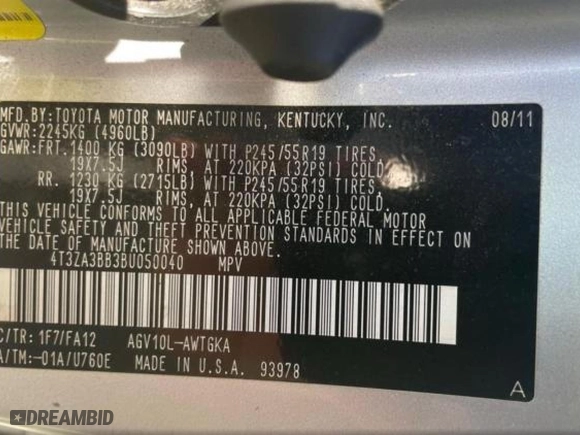 MFD.BY:TOYOTA MOTOR MANUFACTURING, KENTUCKY, INC. 08/11
GVWR:2245KG (4960LB)
GAWR:FRT.1400 KG (3090LB) WITH P245/55R19 TIRES,
19X7.5J RIMS, AT 220KPA (32PSI) COLD.
RR. 1230 KG (2715LB) WITH P245/55R19 TIRES,
19X7.5J RIMS, AT 220KPA (32PSI) COLD.
THIS VEHICLE CONFORMS TO ALL APPLICABLE FEDERAL MOTOR
VEHICLE SAFETY AND THEFT PREVENTION STANDARDS IN EFFECT ON
THE DATE OF MANUFACTURE SHOWN ABOVE.
4T3ZA3BB3BU050040 MPV
C/TR: 1F7/FA12 AGV10L-AWTGKA
A/TM:-01A/U760E MADE IN U.S.A. 93978
A
DREAMBID